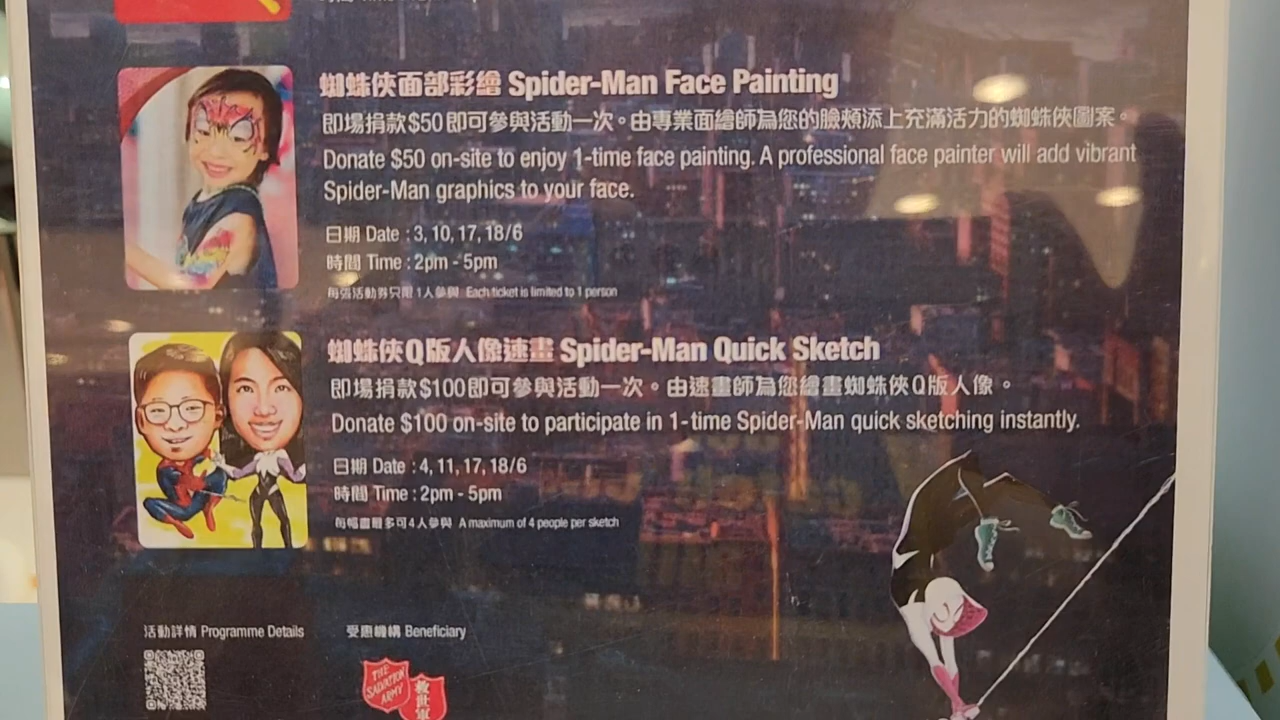 蜘蛛俠面部彩繪 Spider-Man Face Painting
即場捐款$50即可參與活動一次。由專業面繪師為您的臉頰添上充滿活力的蜘蛛俠圖案。
Donate $50 on-site to enjoy 1-time face painting. A professional face painter will add vibrant
Spider-Man graphics to your face.
日期 Date : 3, 10, 17, 18/6
時間 Time : 2pm - 5pm
每張活動券只限1人參與 Each ticket is limited to 1 person
蜘蛛俠Q版人像速畫 Spider-Man Quick Sketch
即場捐款$100即可參與活動一次。由速畫師為您繪畫蜘蛛俠Q版人像。
Donate $100 on-site to participate in 1-time Spider-Man quick sketching instantly.
日期 Date : 4, 11, 17, 18/6
時間 Time : 2pm - 5pm
每幅畫最多可4人參與 A maximum of 4 people per sketch
活動詳情 Programme Details
受惠機構 Beneficiary
THE
SALVATION
ARMY
救世軍